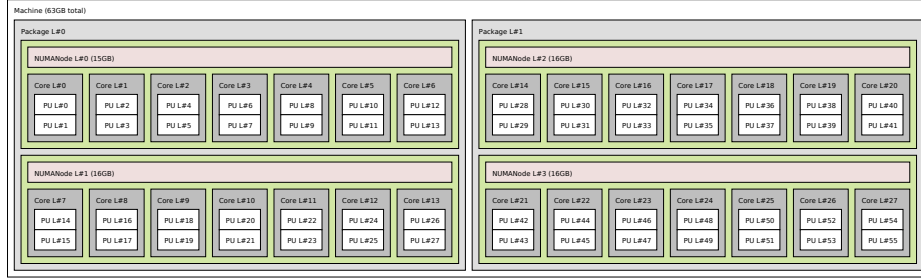 Machine (63GB total)
Package L#0
NUMANode L#0 (15GB)
Core L#0 Core L#1 Core L#2 Core L#3 Core L#4 Core L#5 Core L#6
PU L#0 PU L#2 PU L#4 PU L#6 PU L#8 PU L#10 PU L#12
PU L#1 PU L#3 PU L#5 PU L#7 PU L#9 PU L#11 PU L#13
NUMANode L#1 (16GB)
Core L#7 Core L#8 Core L#9 Core L#10 Core L#11 Core L#12 Core L#13
PU L#14 PU L#16 PU L#18 PU L#20 PU L#22 PU L#24 PU L#26
PU L#15 PU L#17 PU L#19 PU L#21 PU L#23 PU L#25 PU L#27
Package L#1
NUMANode L#2 (16GB)
Core L#14 Core L#15 Core L#16 Core L#17 Core L#18 Core L#19 Core L#20
PU L#28 PU L#30 PU L#32 PU L#34 PU L#36 PU L#38 PU L#40
PU L#29 PU L#31 PU L#33 PU L#35 PU L#37 PU L#39 PU L#41
NUMANode L#3 (16GB)
Core L#21 Core L#22 Core L#23 Core L#24 Core L#25 Core L#26 Core L#27
PU L#42 PU L#44 PU L#46 PU L#48 PU L#50 PU L#52 PU L#54
PU L#43 PU L#45 PU L#47 PU L#49 PU L#51 PU L#53 PU L#55